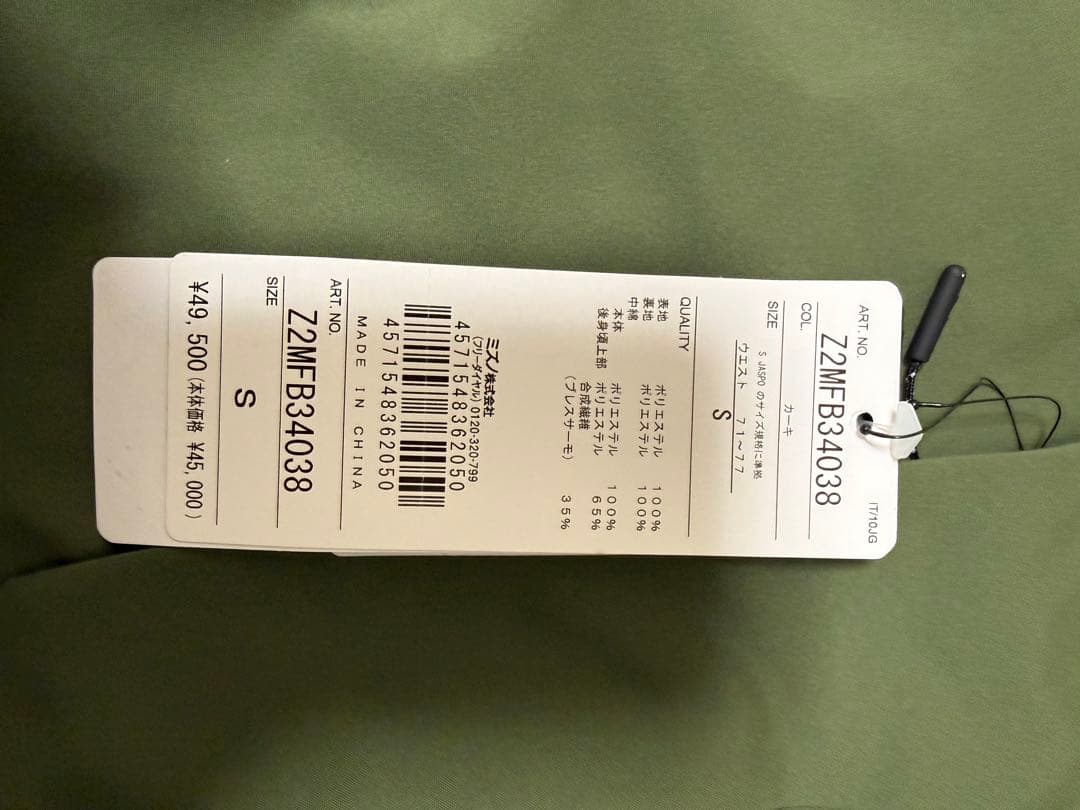 IT/10JG
ART. NO.
Z2MFB34038
COL.
カーキ
SIZE
S JASPO のサイズ規格に準拠
ウエスト 71~77
S
QUALITY
表地 ポリエステル 100%
裏地 ポリエステル 100%
中綿
本体 ポリエステル 100%
後身頃上部 ポリエステル 65%
合成繊維
(ブレスサーモ) 35%
ミズノ株式会社
(フリーダイヤル) 0120-320-799
4571548362050
4571548362050
MADE IN CHINA
ART. NO.
Z2MFB34038
SIZE
S
¥49,500 (本体価格 ¥45,000)